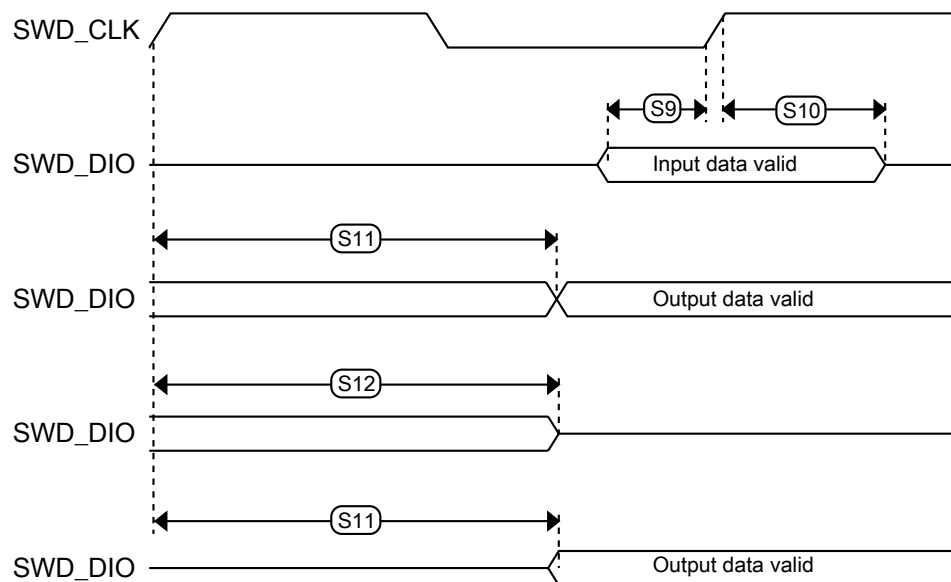 SWD_CLK
S9
S10
SWD_DIO
Input data valid
S11
SWD_DIO
Output data valid
S12
SWD_DIO
S11
SWD_DIO
Output data valid